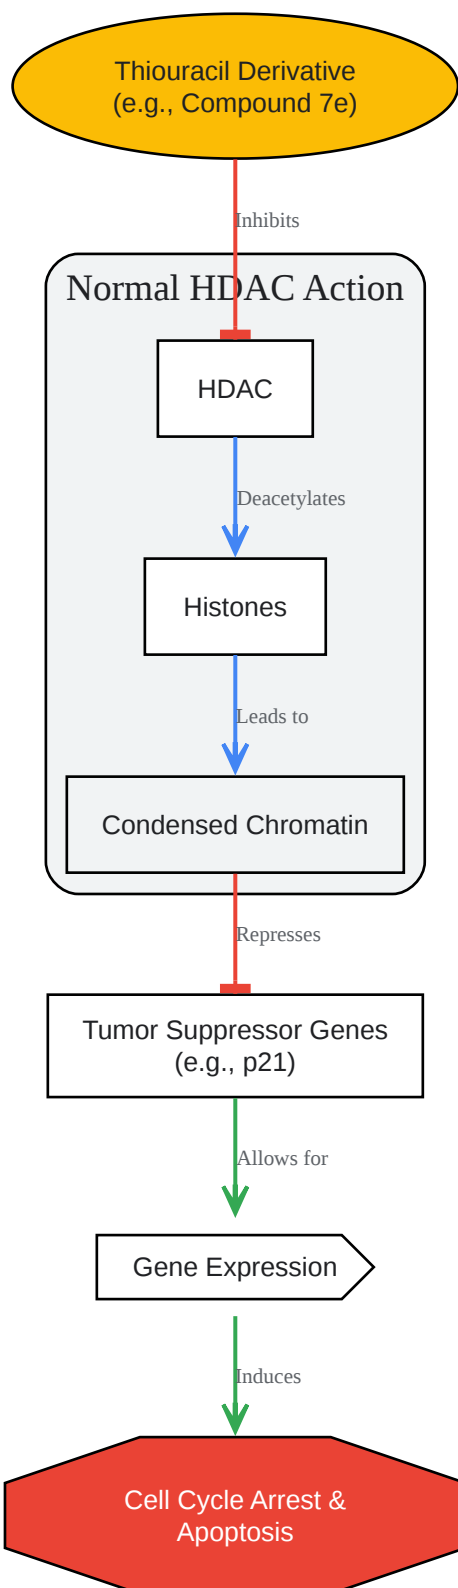 Thiouracil Derivative
(e.g., Compound 7e)
Inhibits
Normal HDAC Action
HDAC
Deacetylates
Histones
Leads to
Condensed Chromatin
Represses
Tumor Suppressor Genes
(e.g., p21)
Allows for
Gene Expression
Induces
Cell Cycle Arrest &
Apoptosis